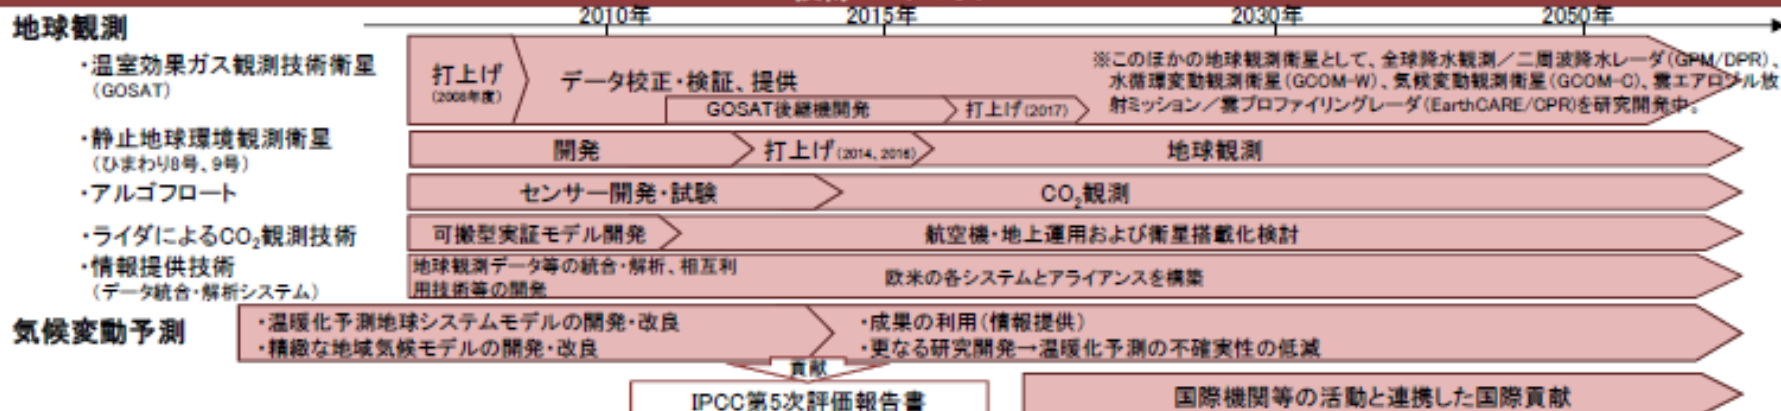 2010年 2015年 2030年 2050年
地球観測
・温室効果ガス観測技術衛星
(GOSAT)
打上げ
(2008年度)
データ校正・検証、提供
GOSAT後継機開発
打上げ(2017)
※このほかの地球観測衛星として、全球降水観測／二周波降水レーダ(GPM/DPR)、
水循環変動観測衛星(GCOM-W)、気候変動観測衛星(GCOM-C)、雲エアロゾル放
射ミッション／雲プロファイリングレーダ(EarthCARE/CPR)を研究開発中。
・静止地球環境観測衛星
(ひまわり8号、9号)
開発
打上げ(2014、2016)
地球観測
・アルゴフロート
センサー開発・試験
CO₂観測
・ライダによるCO₂観測技術
可搬型実証モデル開発
航空機・地上運用および衛星搭載化検討
・情報提供技術
(データ統合・解析システム)
地球観測データ等の統合・解析、相互利
用技術等の開発
欧米の各システムとアライアンスを構築
気候変動予測
・温暖化予測地球システムモデルの開発・改良
・精緻な地域気候モデルの開発・改良
・成果の利用(情報提供)
・更なる研究開発→温暖化予測の不確実性の低減
貢献
IPCC第5次評価報告書
国際機関等の活動と連携した国際貢献